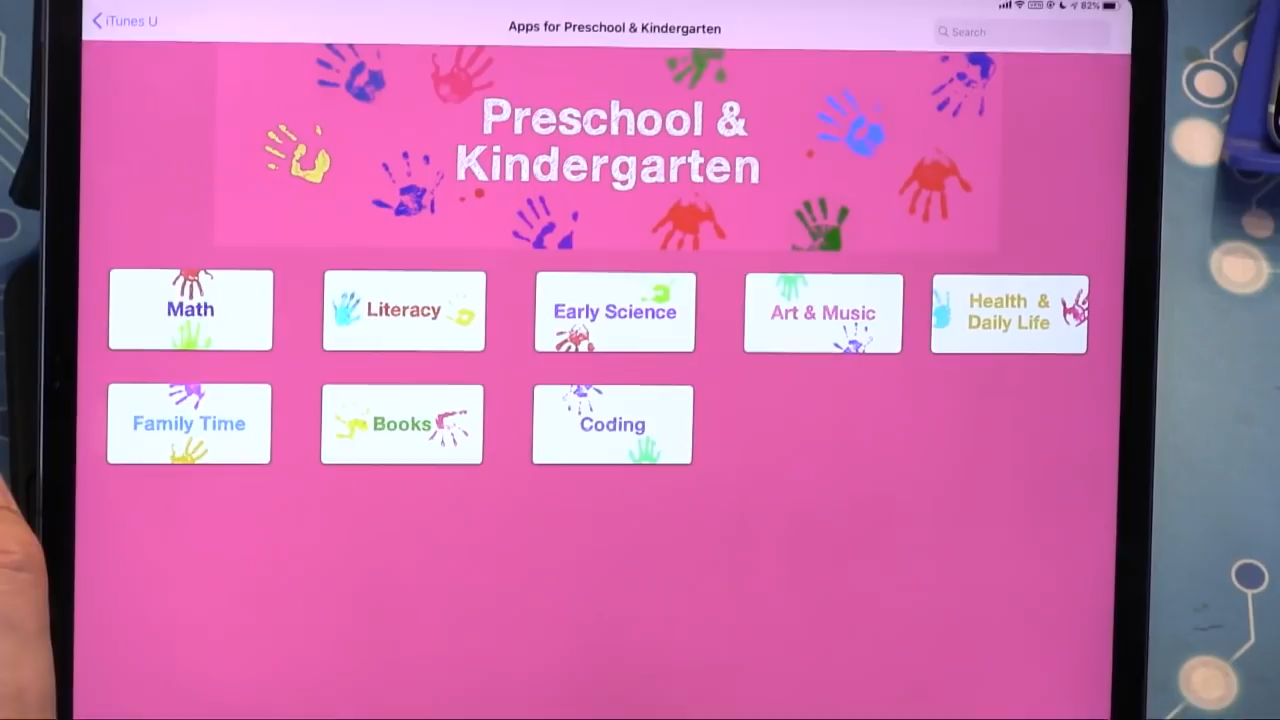 iTunes U
Apps for Preschool & Kindergarten
82%
Search
Preschool &
Kindergarten
Math
Literacy
Early Science
Art & Music
Health &
Daily Life
Family Time
Books
Coding